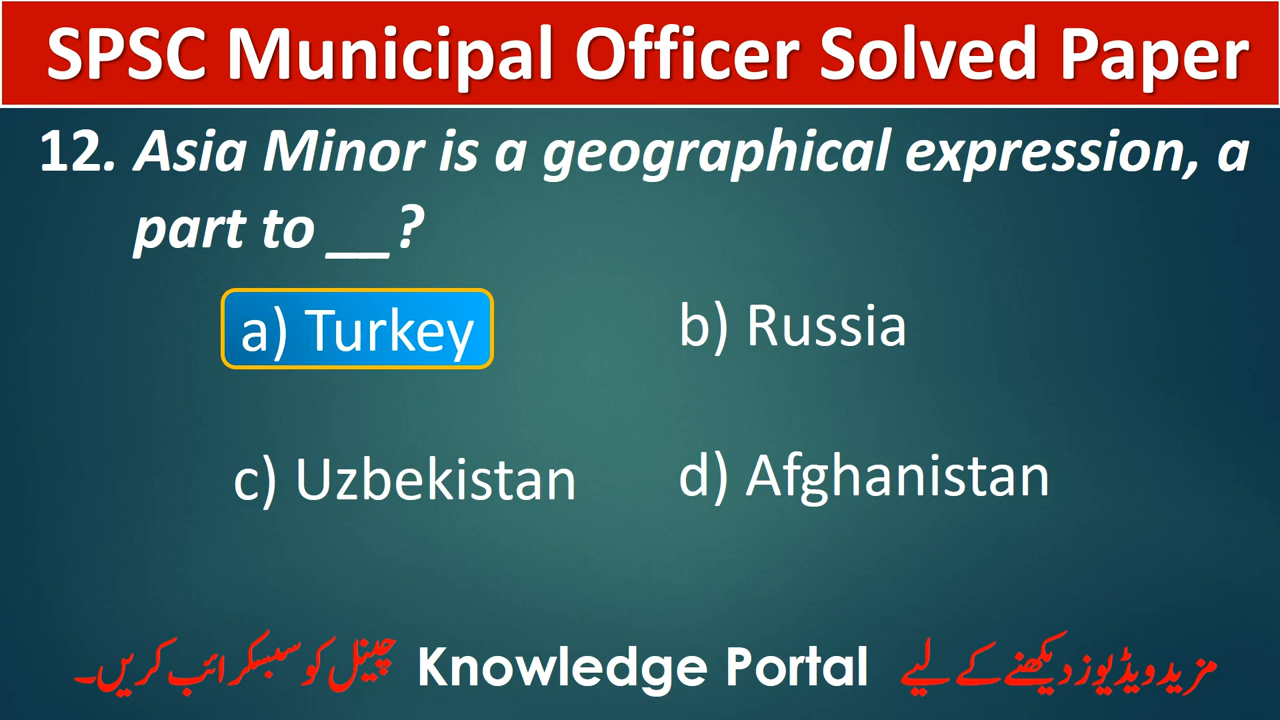 SPSC Municipal Officer Solved Paper
12. Asia Minor is a geographical expression, a
part to __?
a) Turkey
b) Russia
c) Uzbekistan
d) Afghanistan
مزید ویڈیوز دیکھنے کے لیے Knowledge Portal چینل کو سبسکرائب کریں۔